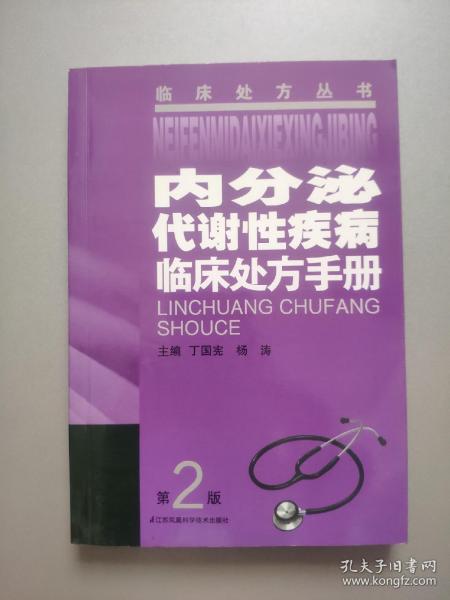 临床处方丛书
NEIFENMIDAIXIEXINGJIBING
内分泌
代谢性疾病
临床处方手册
LINCHUANG CHUFANG
SHOUCE
主编 丁国宪 杨涛
第2版
江苏凤凰科学技术出版社
孔夫子旧书网
www.kongfz.com